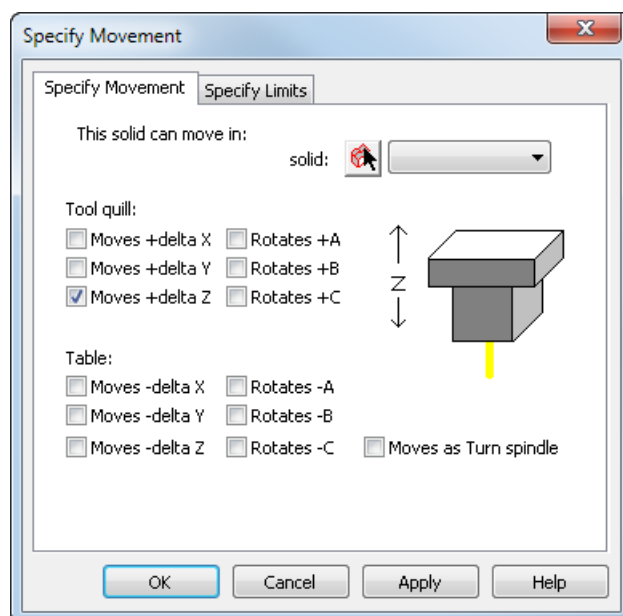 Specify Movement
Specify Movement Specify Limits
This solid can move in:
solid:
Tool quill:
Moves +delta X Rotates +A
Moves +delta Y Rotates +B
Moves +delta Z Rotates +C
Z
Table:
Moves -delta X Rotates -A
Moves -delta Y Rotates -B
Moves -delta Z Rotates -C Moves as Turn spindle
OK Cancel Apply Help